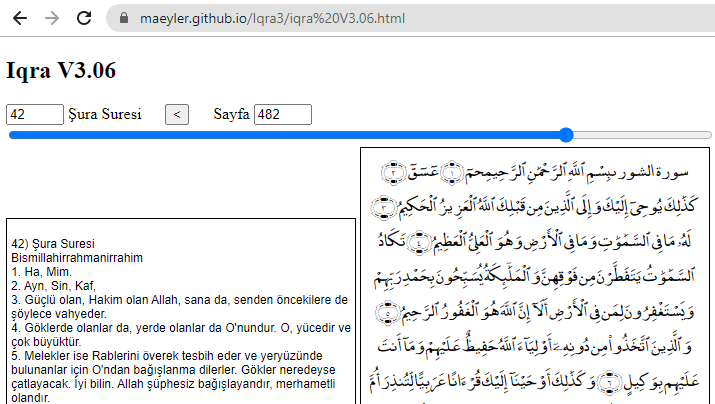 maeyler.github.io/Iqra3/iqra%20V3.06.html
Iqra V3.06
42 Şura Suresi < Sayfa 482
42) Şura Suresi
Bismillahirrahmanirrahim
1. Ha, Mim.
2. Ayn, Sin, Kaf,
3. Güçlü olan, Hakim olan Allah, sana da, senden öncekilere de
şöylece vahyeder.
4. Göklerde olanlar da, yerde olanlar da O'nundur. O, yücedir ve
çok büyüktür.
5. Melekler ise Rablerini överek tesbih eder ve yeryüzünde
bulunanlar için O'ndan bağışlanma dilerler. Gökler neredeyse
çatlayacak. İyi bilin. Allah şüphesiz bağışlayandır, merhametli
olandır.
سورة الشورىبِسْمِ ٱللَّهِ ٱلرَّحْمَٰنِ ٱلرَّحِيمِحمٓ ١ عٓسٓقٓ ٢
كَذَٰلِكَ يُوحِىٓ إِلَيْكَ وَإِلَى ٱلَّذِينَ مِن قَبْلِكَ ٱللَّهُ ٱلْعَزِيزُ ٱلْحَكِيمُ ٣
لَهُۥ مَا فِى ٱلسَّمَٰوَٰتِ وَمَا فِى ٱلْأَرْضِ وَهُوَ ٱلْعَلِىُّ ٱلْعَظِيمُ ٤ تَكَادُ
ٱلسَّمَٰوَٰتُ يَتَفَطَّرْنَ مِن فَوْقِهِنَّ وَٱلْمَلَٰٓئِكَةُ يُسَبِّحُونَ بِحَمْدِ رَبِّهِمْ
وَيَسْتَغْفِرُونَ لِمَن فِى ٱلْأَرْضِ أَلَآ إِنَّ ٱللَّهَ هُوَ ٱلْغَفُورُ ٱلرَّحِيمُ ٥
وَٱلَّذِينَ ٱتَّخَذُوا۟ مِن دُونِهِۦٓ أَوْلِيَآءَ ٱللَّهُ حَفِيظٌ عَلَيْهِمْ وَمَآ أَنتَ
عَلَيْهِم بِوَكِيلٍ ٦ وَكَذَٰلِكَ أَوْحَيْنَآ إِلَيْكَ قُرْءَانًا عَرَبِيًّا لِّتُنذِرَ أُمَّ